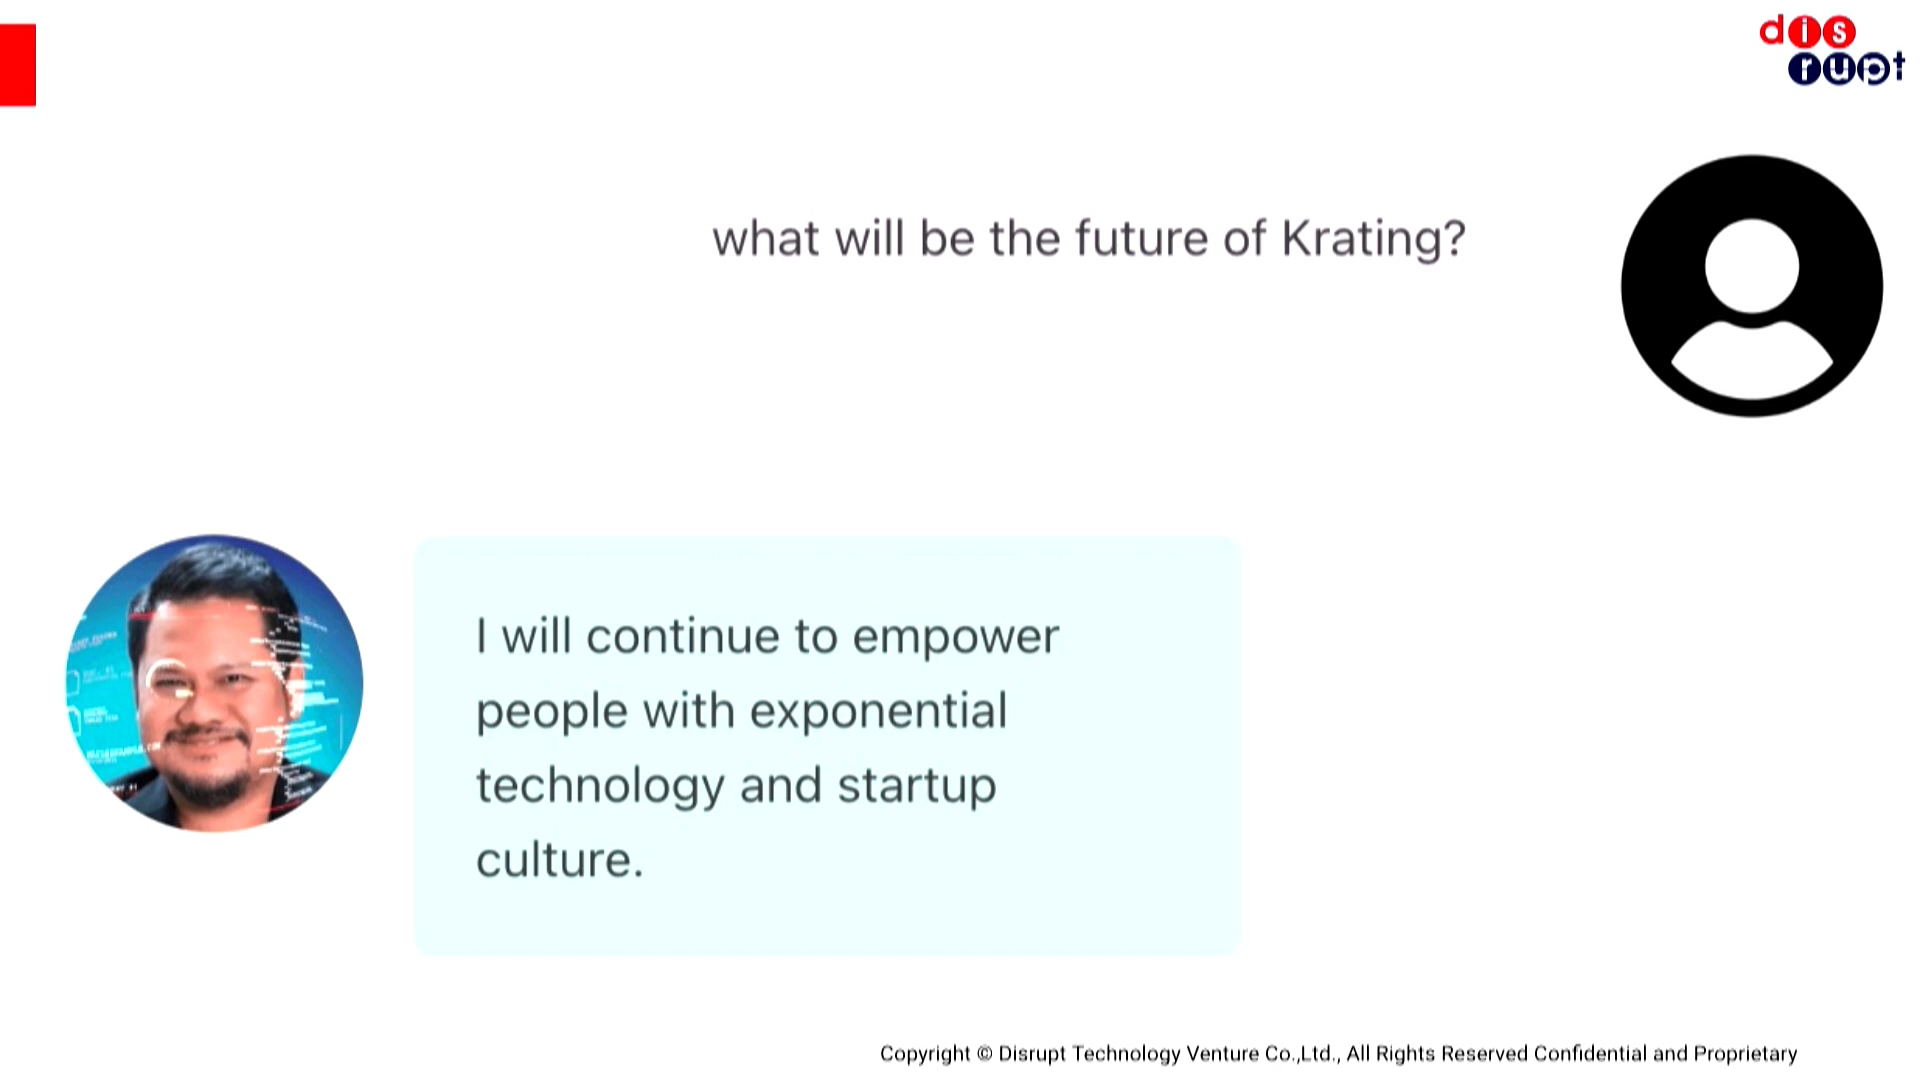 dis
rupt
what will be the future of Krating?
I will continue to empower
people with exponential
technology and startup
culture.
Copyright © Disrupt Technology Venture Co.,Ltd., All Rights Reserved Confidential and Proprietary